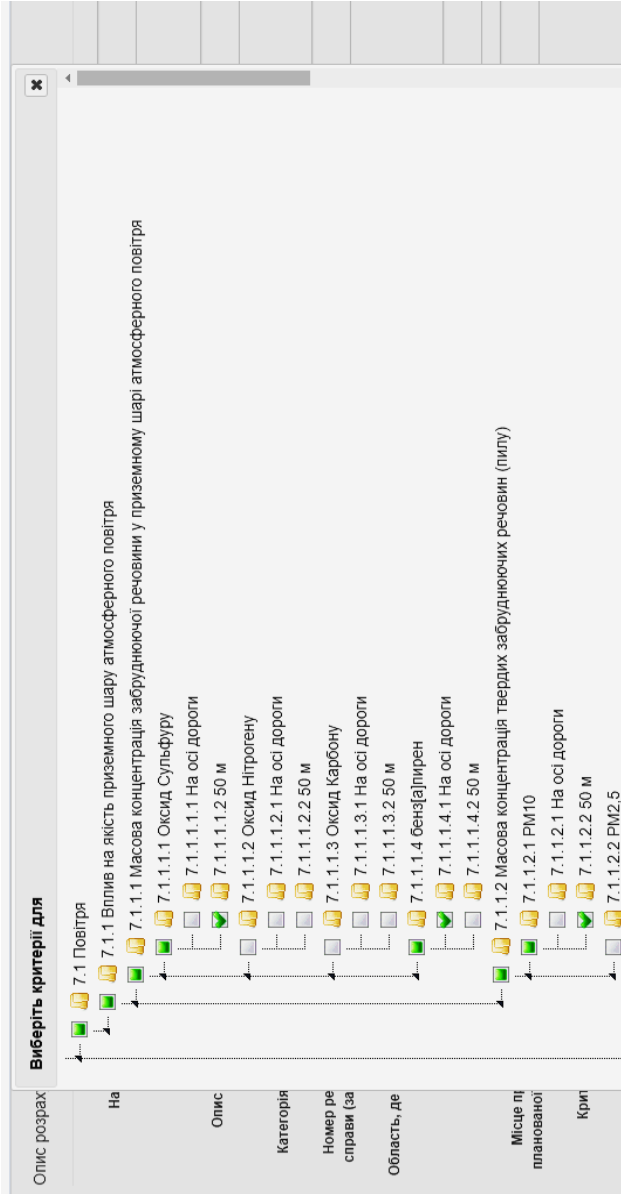 Опис розрах
Виберіть критерії для
7.1 Повітря
7.1.1 Вплив на якість приземного шару атмосферного повітря
7.1.1.1 Масова концентрація забруднюючої речовини у приземному шарі атмосферного повітря
7.1.1.1.1 Оксид Сульфуру
7.1.1.1.1.1 На осі дороги
7.1.1.1.1.2 50 м
7.1.1.1.2 Оксид Нітрогену
7.1.1.1.2.1 На осі дороги
7.1.1.1.2.2 50 м
7.1.1.1.3 Оксид Карбону
7.1.1.1.3.1 На осі дороги
7.1.1.1.3.2 50 м
7.1.1.1.4 бенз[а]пирен
7.1.1.1.4.1 На осі дороги
7.1.1.1.4.2 50 м
7.1.1.2 Масова концентрація твердих забруднюючих речовин (пилу)
7.1.1.2.1 PM10
7.1.1.2.1 На осі дороги
7.1.1.2.2 50 м
7.1.1.2.2 PM2,5
На
Опис
Категорія
Номер ре
справи (за
Область, де
Місце
планованої
Кри